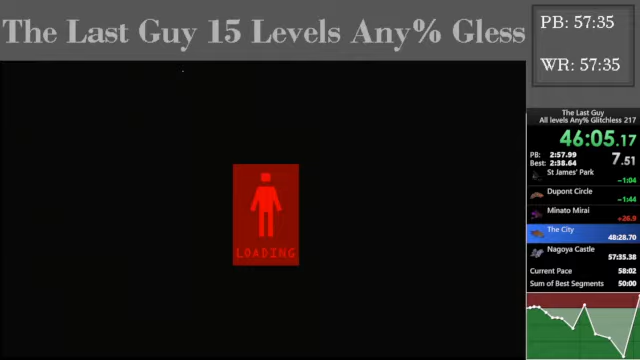 The Last Guy 15 Levels Any% Gless
PB: 57:35
WR: 57:35
The Last Guy
All levels Any% Glitchless 217
46:05.17
PB: 2:57.99
Best: 2:38.64
7.51
St James' Park
−1:04
Dupont Circle
−1:44
Minato Mirai
+26.9
The City
48:28.70
Nagoya Castle
57:35.38
Current Pace 58:02
Sum of Best Segments 50:00
LOADING